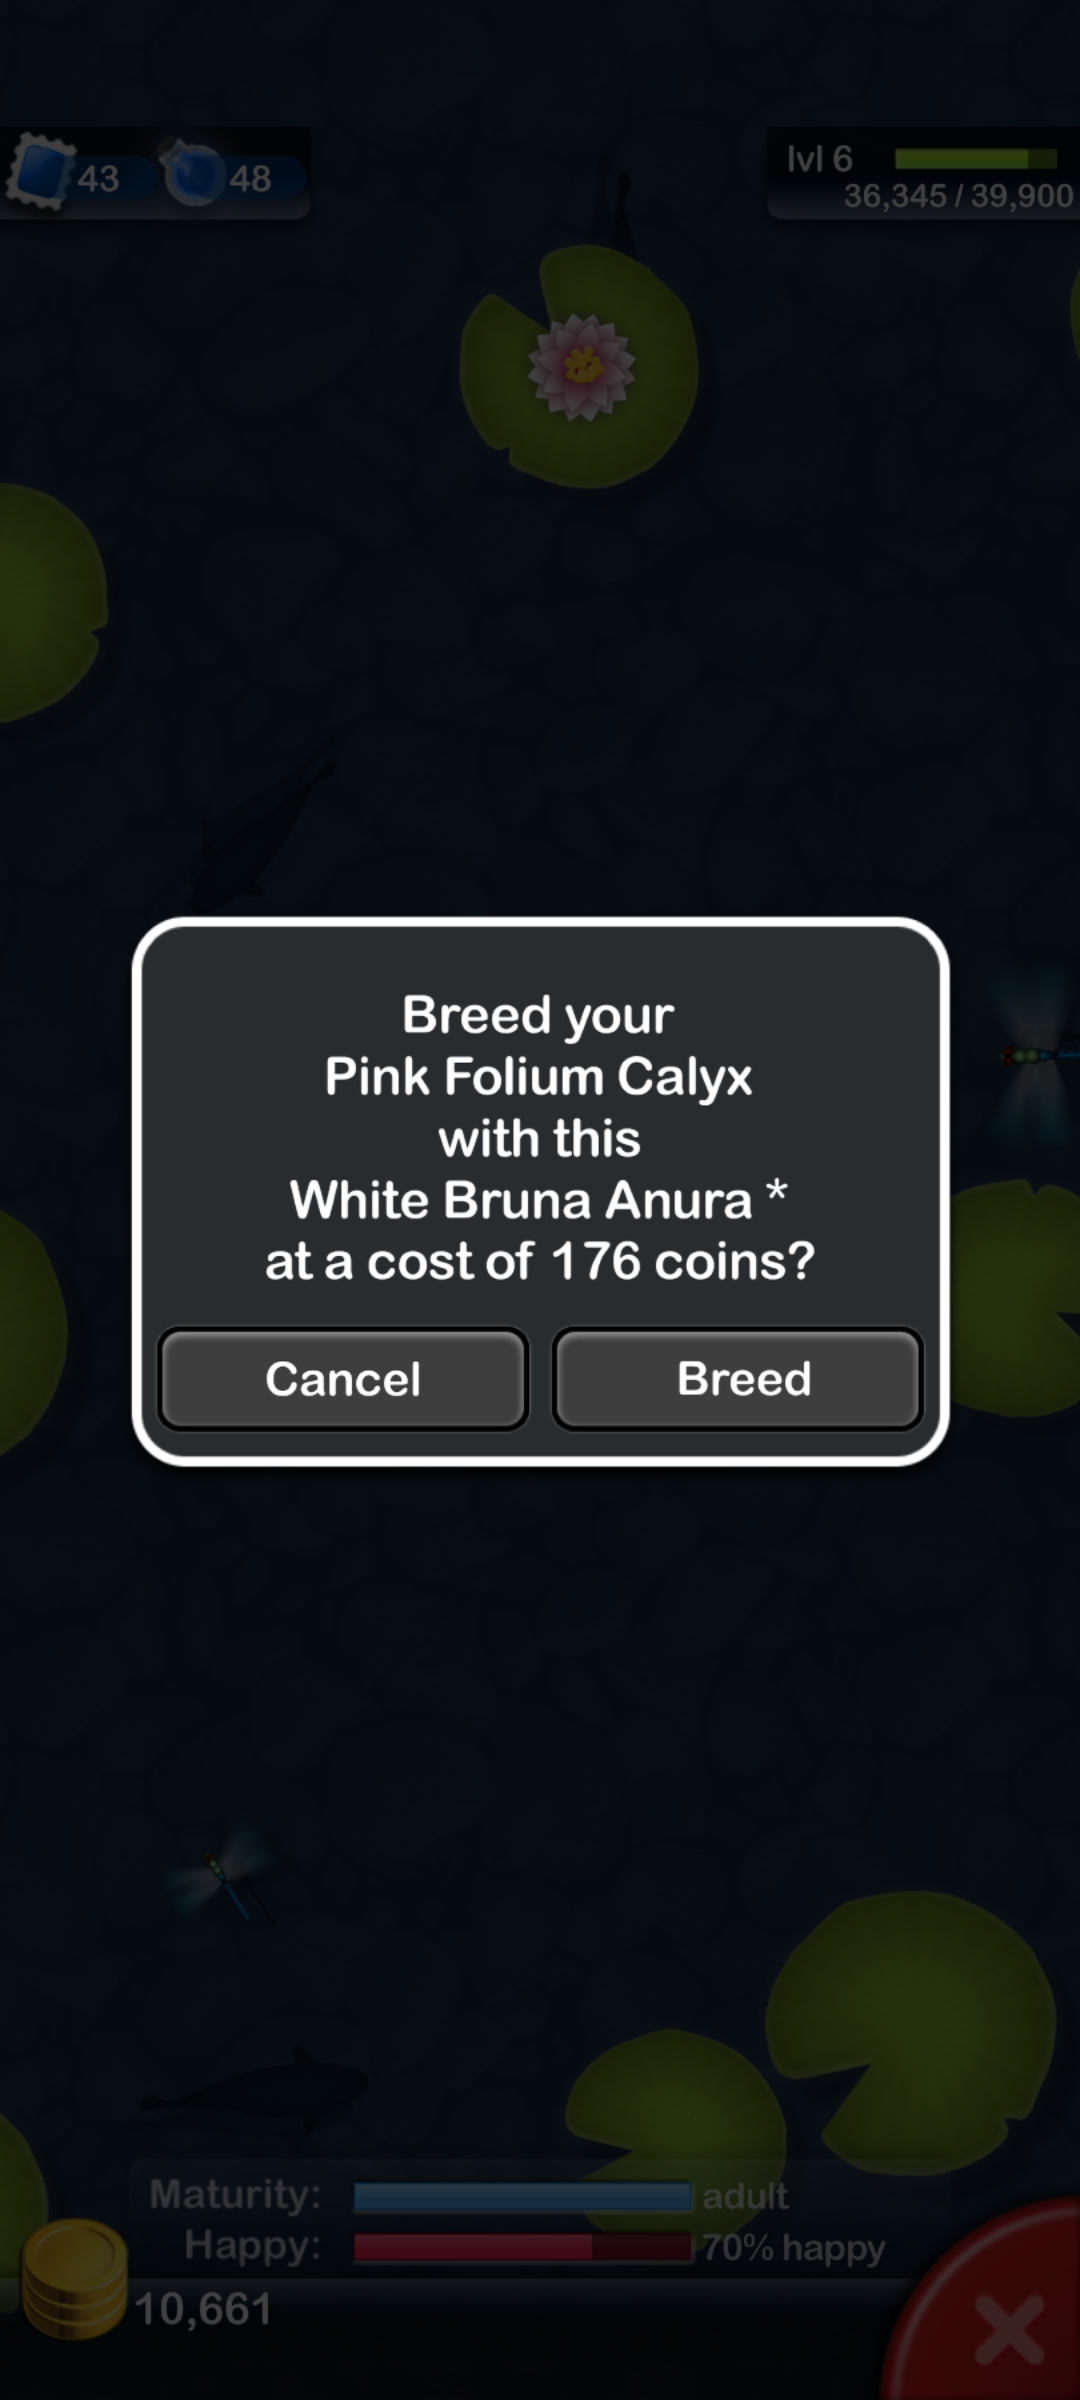 43 48
lvl 6
36,345 / 39,900
Breed your
Pink Folium Calyx
with this
White Bruna Anura *
at a cost of 176 coins?
Cancel Breed
Maturity: adult
Happy: 70% happy
10,661